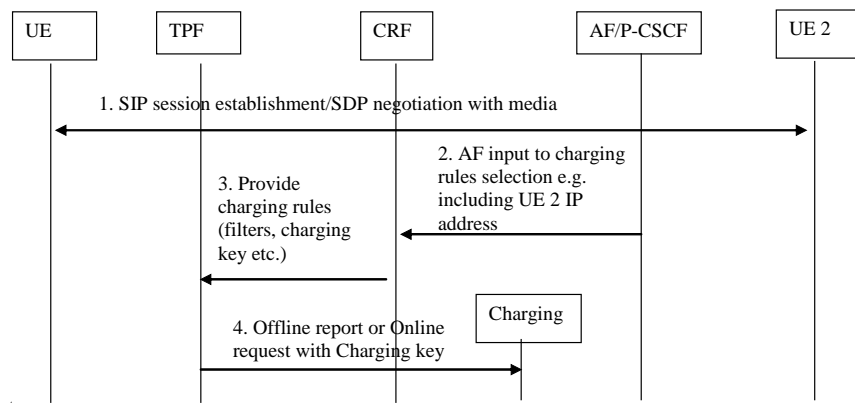 UE
TPF
CRF
AF/P-CSCF
UE 2
1. SIP session establishment/SDP negotiation with media
2. AF input to charging
rules selection e.g.
including UE 2 IP
address
3. Provide
charging rules
(filters, charging
key etc.)
Charging
4. Offline report or Online
request with Charging key